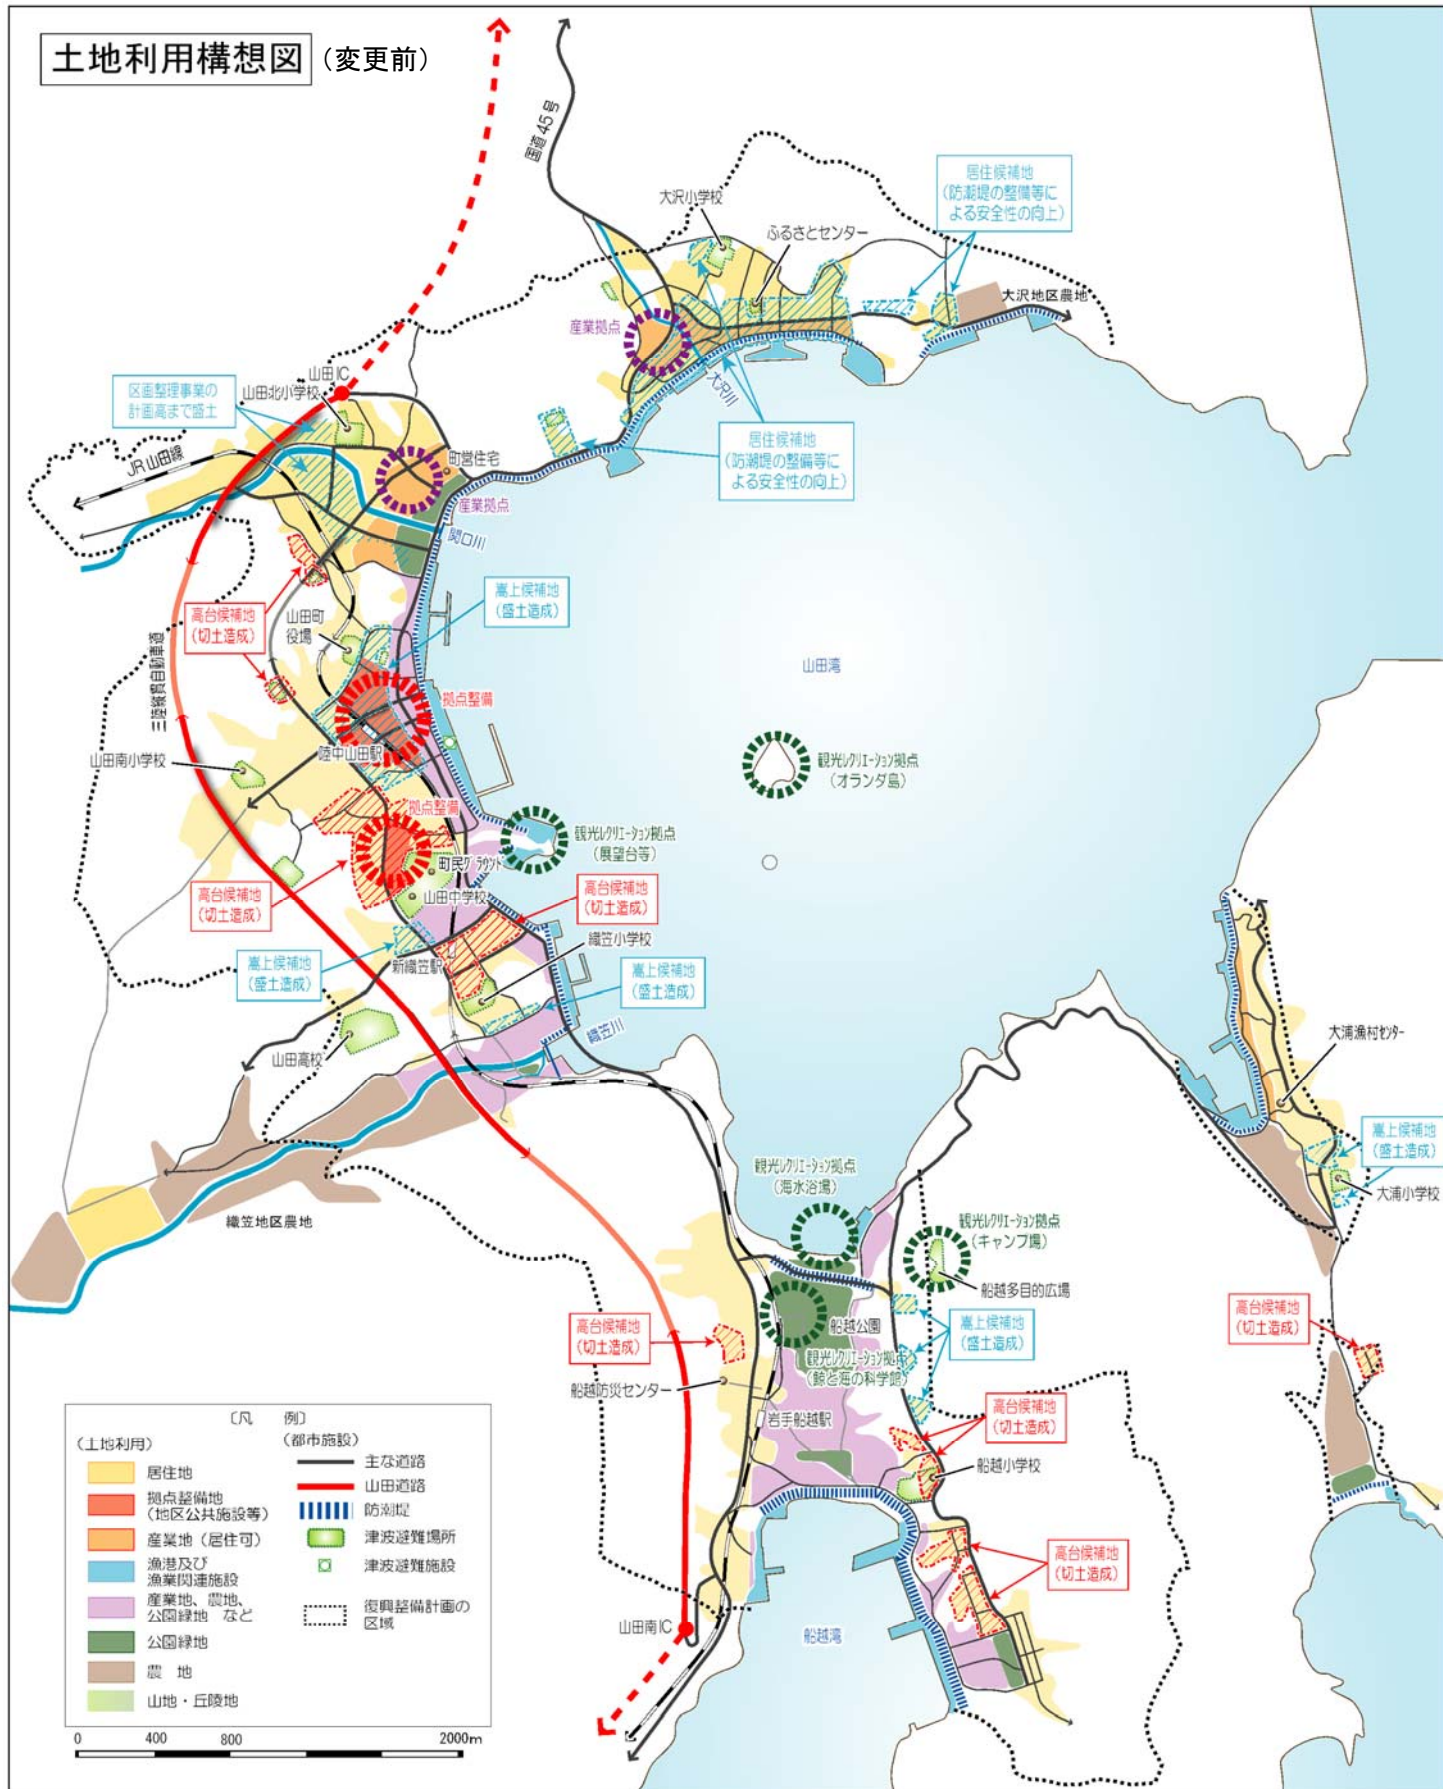 土地利用構想図（変更前）
国道45号
居住候補地
（防潮堤の整備等に
よる安全性の向上）
大沢小学校
ふるさとセンター
大沢地区農地
産業拠点
大沢川
山田IC
山田北小学校
区画整理事業の
計画高まで盛土
JR山田線
町営住宅
産業拠点
関口川
居住候補地
（防潮堤の整備等に
よる安全性の向上）
高台候補地
（切土造成）
山田町
役場
嵩上候補地
（盛土造成）
三陸縦貫自動車道
拠点整備
山田湾
陸中山田駅
山田南小学校
観光レクリエーション拠点
（オランダ島）
拠点整備
観光レクリエーション拠点
（展望台等）
町民グラウンド
高台候補地
（切土造成）
山田中学校
高台候補地
（切土造成）
織笠小学校
新織笠駅
嵩上候補地
（盛土造成）
嵩上候補地
（盛土造成）
織笠川
山田高校
大浦漁村センター
嵩上候補地
（盛土造成）
大浦小学校
織笠地区農地
観光レクリエーション拠点
（海水浴場）
観光レクリエーション拠点
（キャンプ場）
船越多目的広場
高台候補地
（切土造成）
船越公園
嵩上候補地
（盛土造成）
高台候補地
（切土造成）
観光レクリエーション拠点
（鯨と海の科学館）
船越防災センター
岩手船越駅
高台候補地
（切土造成）
船越小学校
高台候補地
（切土造成）
山田南IC
船越湾
〔凡　例〕
（土地利用）
居住地
拠点整備地
（地区公共施設等）
産業地（居住可）
漁港及び
漁業関連施設
産業地、農地、
公園緑地　など
公園緑地
農　地
山地・丘陵地
（都市施設）
主な道路
山田道路
防潮堤
津波避難場所
津波避難施設
復興整備計画の
区域
0 400 800 2000m